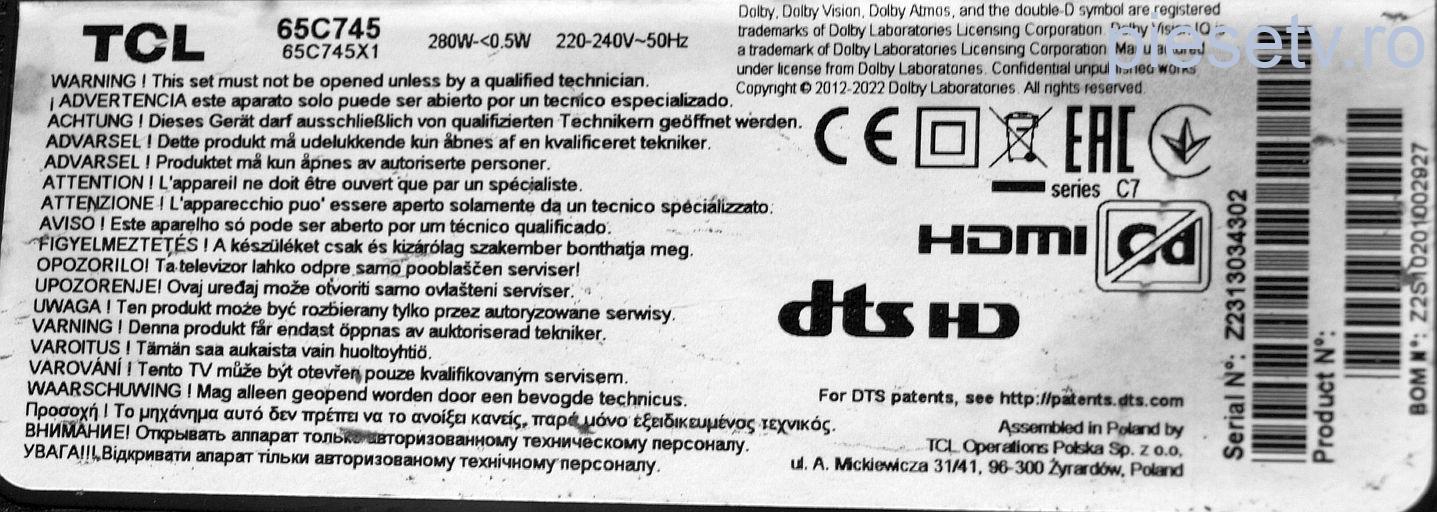 TCL
65C745
65C745X1
280W-<0.5W 220-240V~50Hz
WARNING ! This set must not be opened unless by a qualified technician.
¡ ADVERTENCIA este aparato solo puede ser abierto por un tecnico especializado.
ACHTUNG ! Dieses Gerät darf ausschließlich von qualifizierten Technikern geöffnet werden.
ADVARSEL ! Dette produkt må udelukkende kun åbnes af en kvalificeret tekniker.
ADVARSEL ! Produktet må kun åpnes av autoriserte personer.
ATTENTION ! L'appareil ne doit être ouvert que par un spécialiste.
ATTENZIONE ! L'apparecchio puo' essere aperto solamente da un tecnico specializzato.
AVISO ! Este aparelho só pode ser aberto por um técnico qualificado.
FIGYELMEZTETÉS ! A készüléket csak és kizárólag szakember bonthatja meg.
OPOZORILO! Ta televizor lahko odpre samo pooblaščen serviser!
UPOZORENJE! Ovaj uređaj može otvoriti samo ovlašteni serviser.
UWAGA ! Ten produkt może być rozbierany tylko przez autoryzowane serwisy.
VARNING ! Denna produkt får endast öppnas av auktoriserad tekniker.
VAROITUS ! Tämän saa aukaista vain huoltoyhtiö.
VAROVÁNÍ ! Tento TV může být otevřen pouze kvalifikovaným servisem.
WAARSCHUWING ! Mag alleen geopend worden door een bevoegde technicus.
Προσοχή ! Το μηχάνημα αυτό δεν πρέπει να το ανοίξει κανείς, παρά μόνο εξειδικευμένος τεχνικός.
ВНИМАНИЕ! Открывать аппарат только авторизованному техническому персоналу.
УВАГА!!! Відкривати апарат тільки авторизованому технічному персоналу.
Dolby, Dolby Vision, Dolby Atmos, and the double-D symbol are registered
trademarks of Dolby Laboratories Licensing Corporation. Dolby Vision IQ is
a trademark of Dolby Laboratories Licensing Corporation. Manufactured
under license from Dolby Laboratories. Confidential unpublished works.
Copyright © 2012-2022 Dolby Laboratories. All rights reserved.
piesetv.ro
CE EAC
series C7
HDMI Cd
dts HD
For DTS patents, see http://patents.dts.com
Assembled in Poland by
TCL Operations Polska Sp. z o.o.
ul. A. Mickiewicza 31/41, 96-300 Żyrardów, Poland
Serial N°: Z2313034302
Product N°:
BOM N°: Z2S10201002927